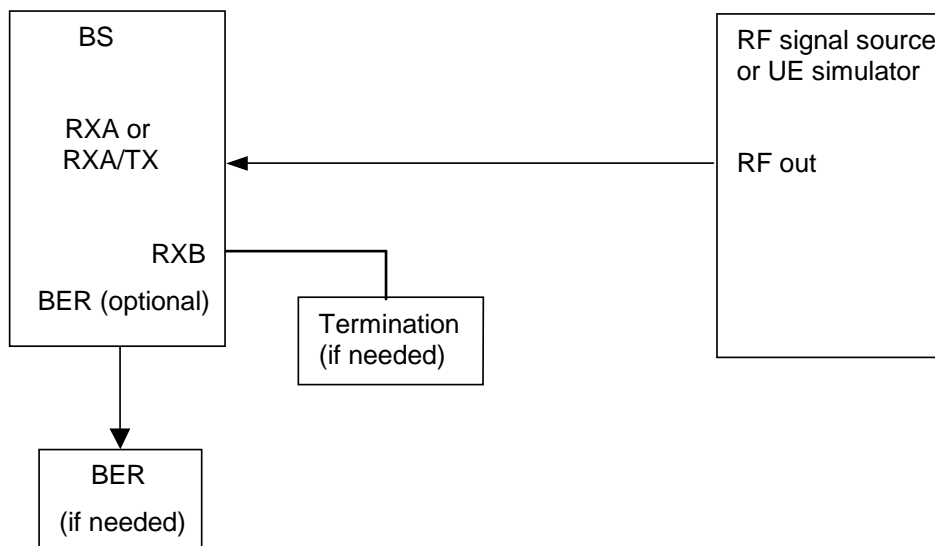 BS
RXA or
RXA/TX
RXB
BER (optional)
Termination
(if needed)
BER
(if needed)
RF signal source
or UE simulator
RF out